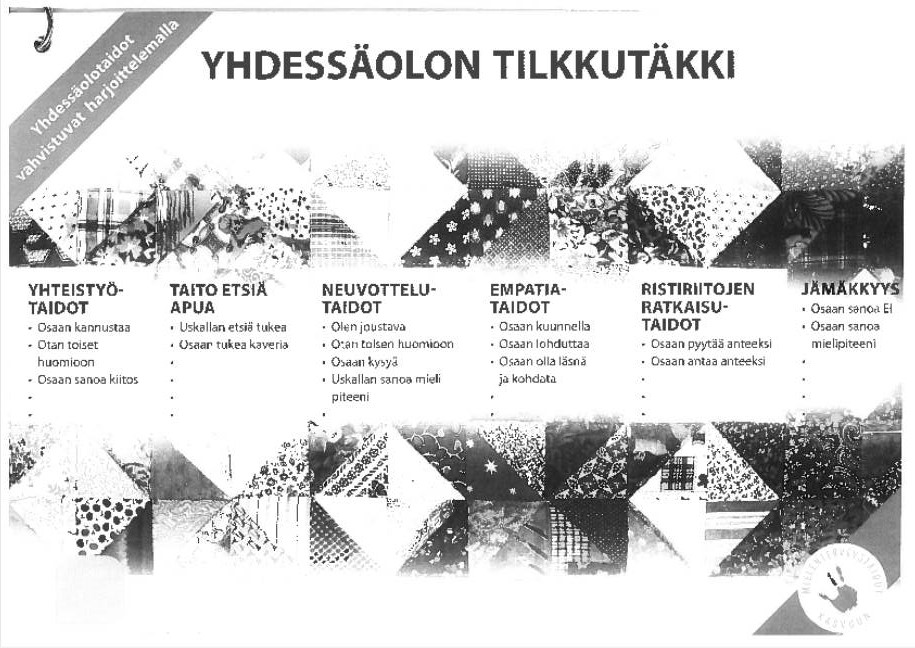 Yhdessäolotaidot
vahvistuvat harjoittelemalla
YHDESSÄOLON TILKKUTÄKKI
YHTEISTYÖ-
TAIDOT
• Osaan kannustaa
• Otan toiset
huomioon
• Osaan sanoa kiitos
•
•
TAITO ETSIÄ
APUA
• Uskallan etsiä tukea
• Osaan tukea kaveria
•
•
•
•
NEUVOTTELU-
TAIDOT
• Olen joustava
• Otan toisen huomioon
• Osaan kysyä
• Uskallan sanoa mieli
piteeni
•
EMPATIA-
TAIDOT
• Osaan kuunnella
• Osaan lohduttaa
• Osaan olla läsnä
ja kohdata
•
•
RISTIRIITOJEN
RATKAISU-
TAIDOT
• Osaan pyytää anteeksi
• Osaan antaa anteeksi
•
•
•
JÄMÄKKYYS
• Osaan sanoa EI
• Osaan sanoa
mielipiteeni
•
•
•
•
MIELENTERVEYSTAIDOT
KASVUUN